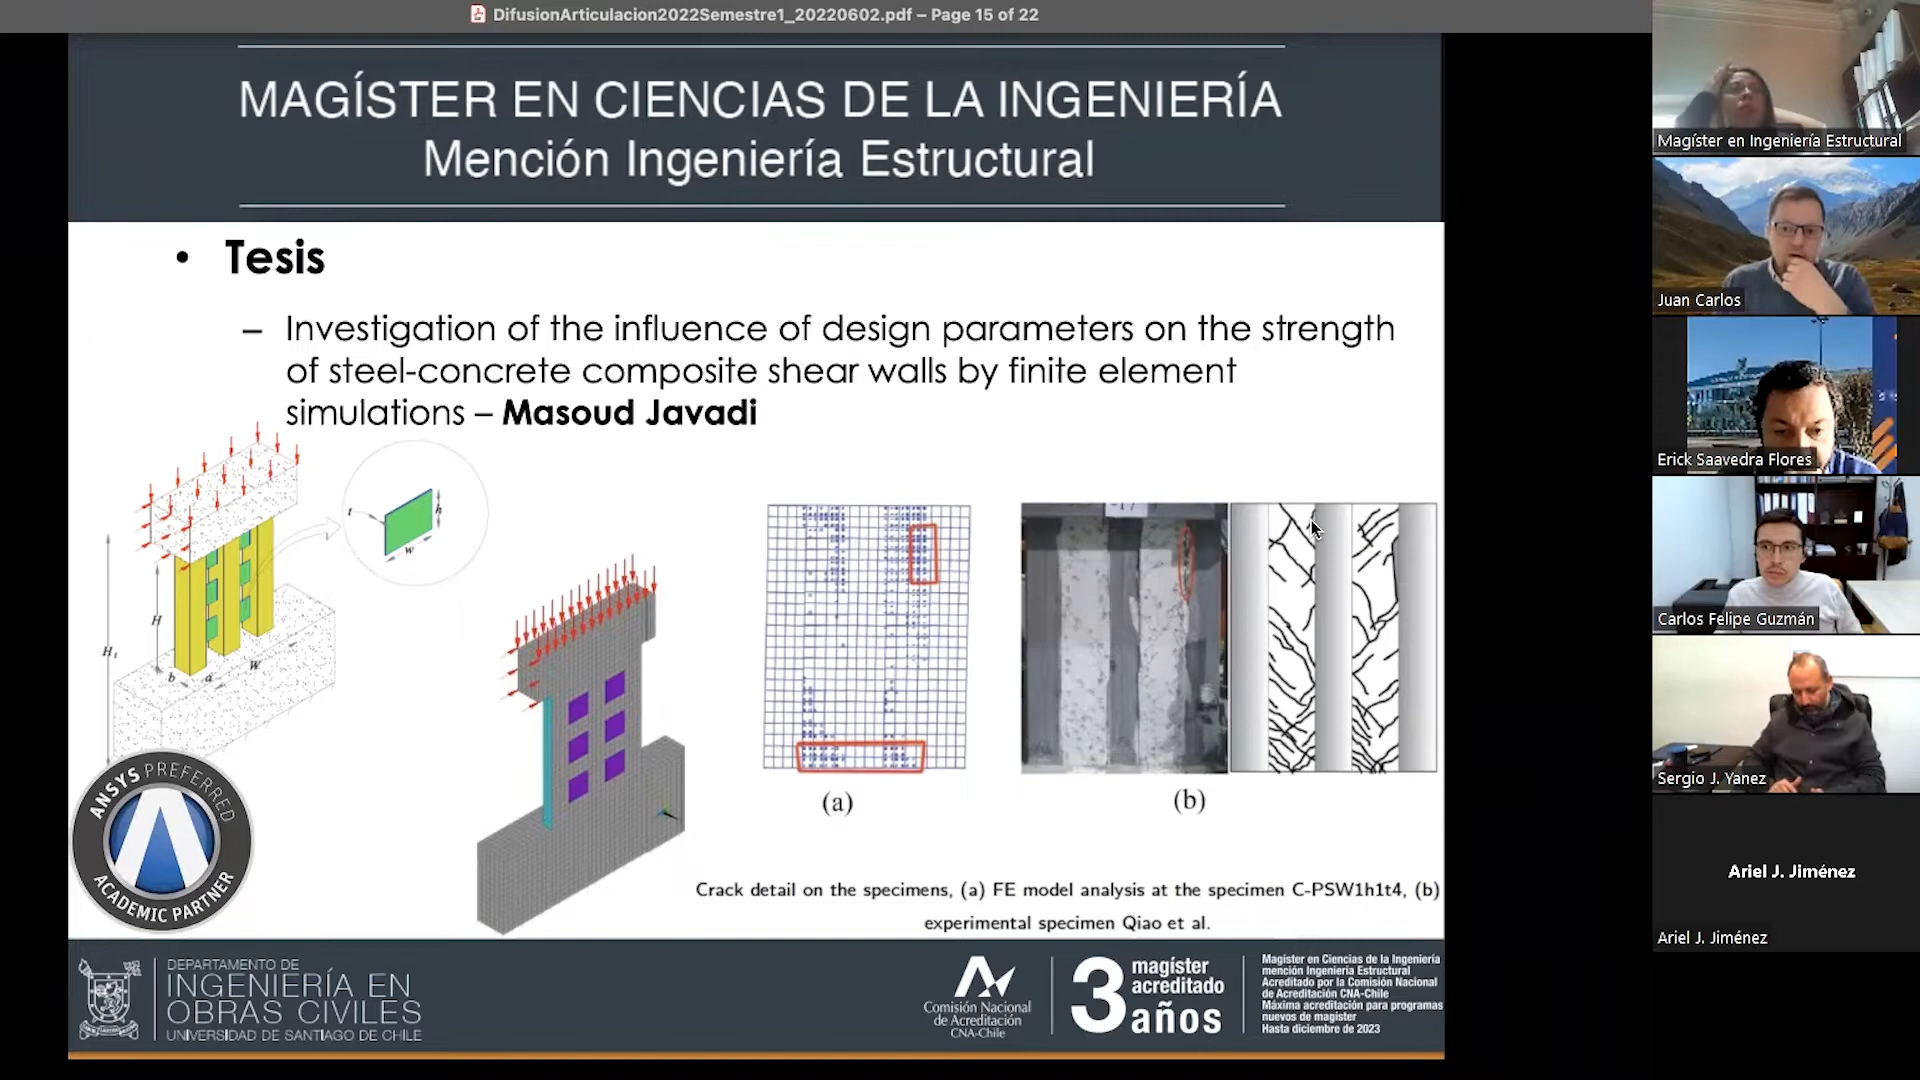 DifusionArticulacion2022Semestre1_20220602.pdf – Page 15 of 22
MAGÍSTER EN CIENCIAS DE LA INGENIERÍA
Mención Ingeniería Estructural
• Tesis
– Investigation of the influence of design parameters on the strength
of steel-concrete composite shear walls by finite element
simulations – Masoud Javadi
t
h
w
H
H₁
W
b
a
(a)
(b)
Crack detail on the specimens, (a) FE model analysis at the specimen C-PSW1h1t4, (b)
experimental specimen Qiao et al.
ANSYS PREFERRED
ACADEMIC PARTNER
DEPARTAMENTO DE
INGENIERÍA EN
OBRAS CIVILES
UNIVERSIDAD DE SANTIAGO DE CHILE
Comisión Nacional
de Acreditación
CNA-Chile
3 magíster
acreditado
años
Magíster en Ciencias de la Ingeniería
mención Ingeniería Estructural
Acreditado por la Comisión Nacional
de Acreditación CNA-Chile
Máxima acreditación para programas
nuevos de magíster
Hasta diciembre de 2023
Magíster en Ingeniería Estructural
Juan Carlos
Erick Saavedra Flores
Carlos Felipe Guzmán
Sergio J. Yanez
Ariel J. Jiménez
Ariel J. Jiménez